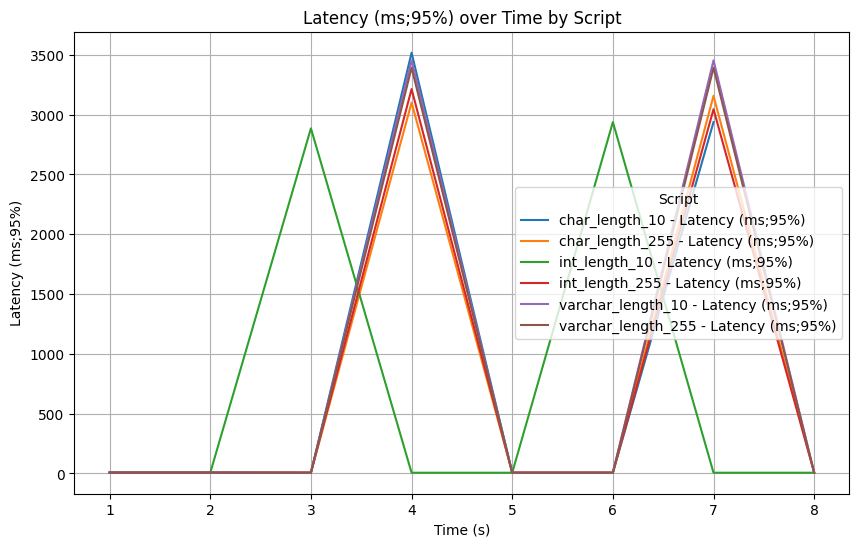 Latency (ms;95%) over Time by Script
Latency (ms;95%)
3500
3000
2500
2000
1500
1000
500
0
Script
char_length_10 - Latency (ms;95%)
char_length_255 - Latency (ms;95%)
int_length_10 - Latency (ms;95%)
int_length_255 - Latency (ms;95%)
varchar_length_10 - Latency (ms;95%)
varchar_length_255 - Latency (ms;95%)
1 2 3 4 5 6 7 8
Time (s)